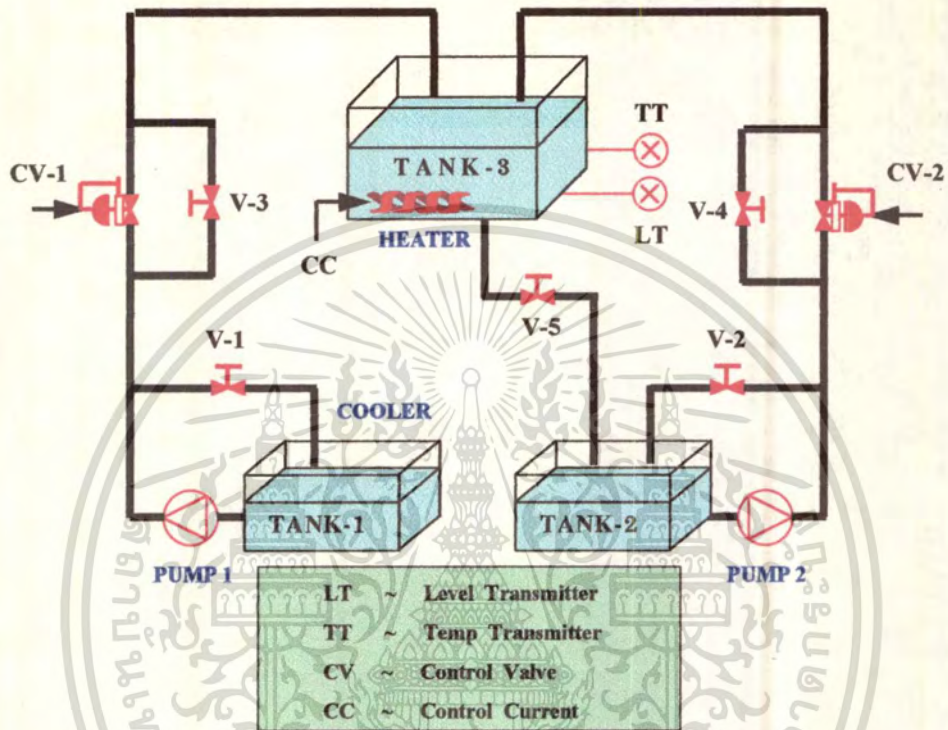 TT
CV-1
CV-2
TANK-3
V-3
V-4
HEATER
LT
CC
V-5
V-1
V-2
COOLER
TANK-1
TANK-2
PUMP 1
PUMP 2
LT ~ Level Transmitter
TT ~ Temp Transmitter
CV ~ Control Valve
CC ~ Control Current